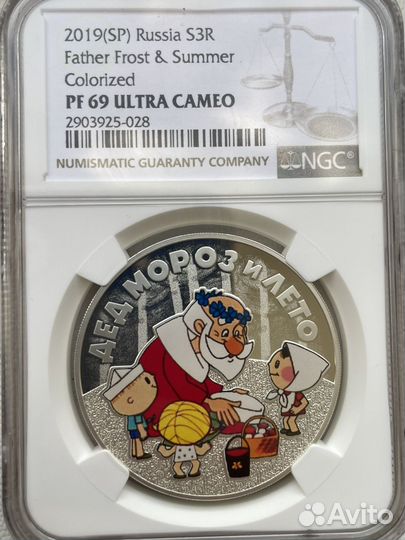 2019(SP) Russia S3R
Father Frost & Summer
Colorized
PF 69 ULTRA CAMEO
2903925-028
NUMISMATIC GUARANTY COMPANY
NGC®
ДЕД МОРОЗ И ЛЕТО
Avito